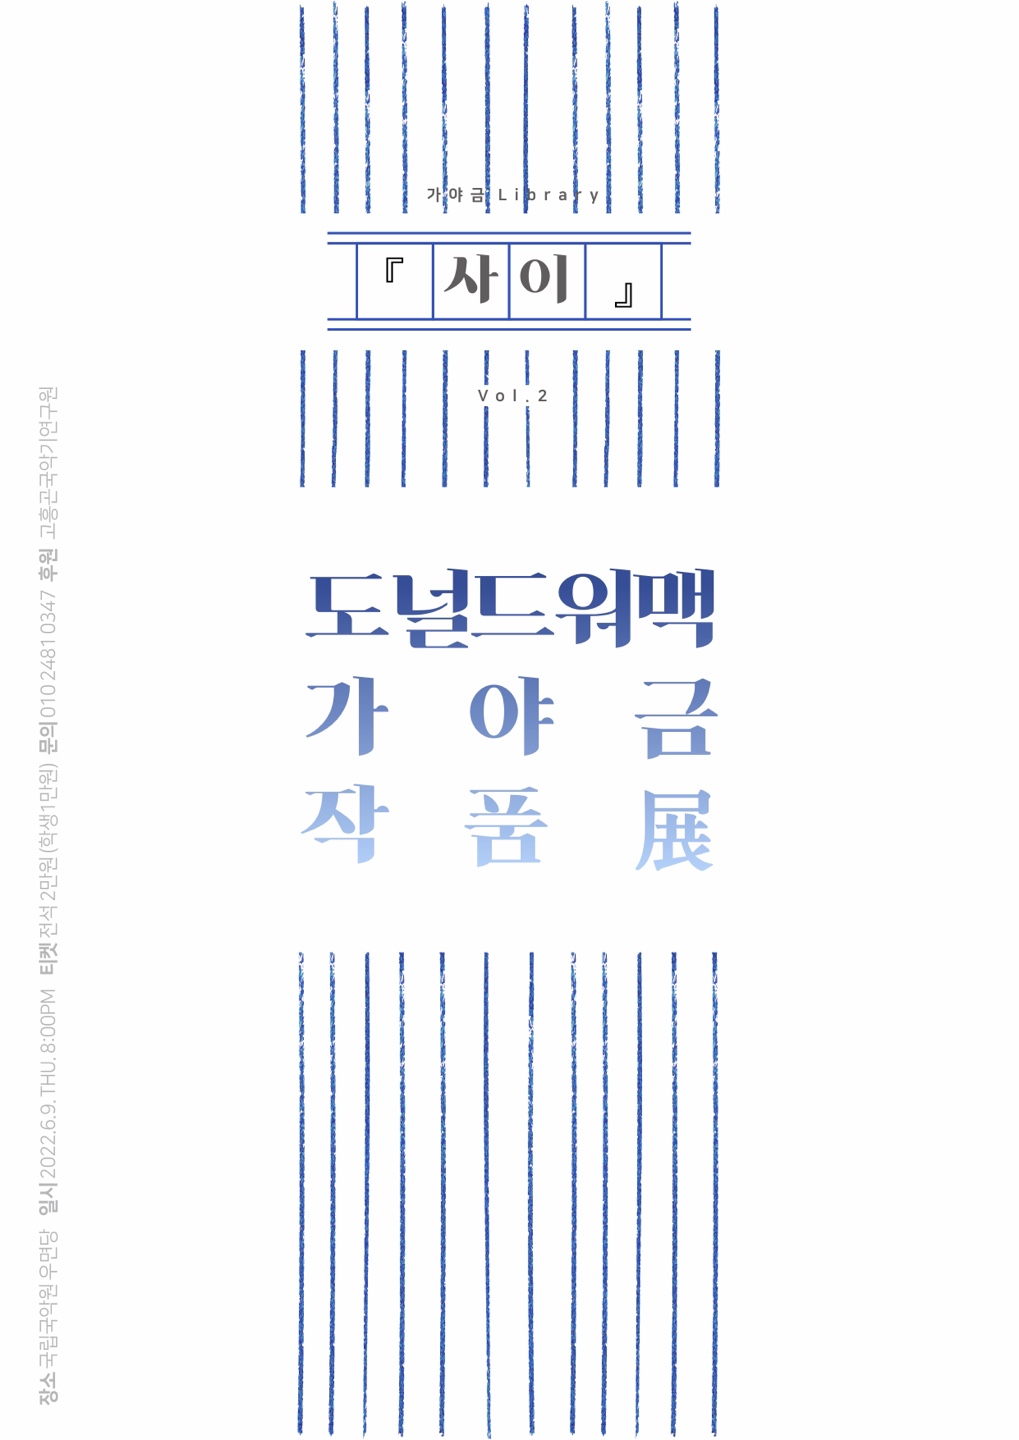 가야금 Library
『사이』
Vol.2
도널드워맥
가야금
작품展
장소 국립국악원 우면당 일시 2022.6.9. THU. 8:00PM 티켓 전석 2만원 (학생 1만원) 문의 010 2481 0347 후원 고흥곤국악기연구원